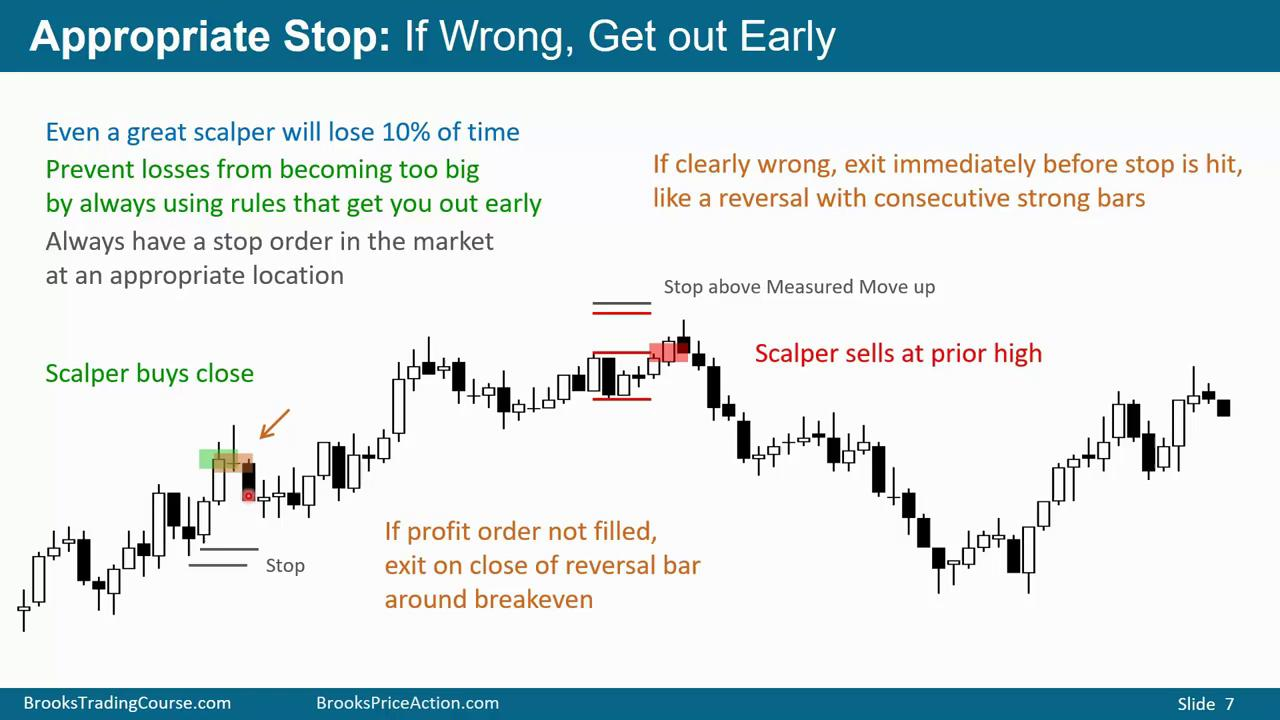 Appropriate Stop: If Wrong, Get out Early
Even a great scalper will lose 10% of time
Prevent losses from becoming too big
by always using rules that get you out early
Always have a stop order in the market
at an appropriate location
If clearly wrong, exit immediately before stop is hit,
like a reversal with consecutive strong bars
Stop above Measured Move up
Scalper sells at prior high
Scalper buys close
Stop
If profit order not filled,
exit on close of reversal bar
around breakeven
BrooksTradingCourse.com
BrooksPriceAction.com
Slide 7